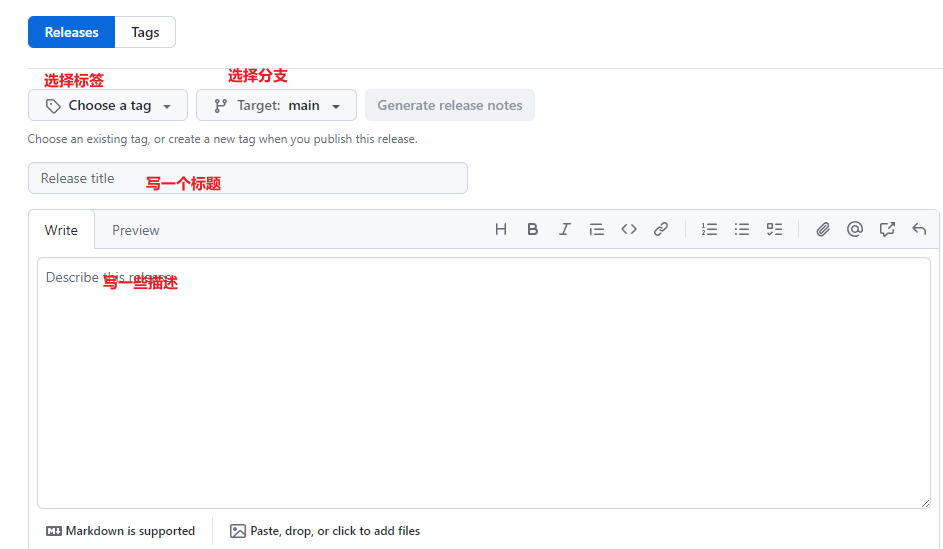 Releases Tags
选择标签 选择分支
Choose a tag Target: main Generate release notes
Choose an existing tag, or create a new tag when you publish this release.
Release title 写一个标题
Write Preview
Describe this release 写一些描述
Markdown is supported Paste, drop, or click to add files